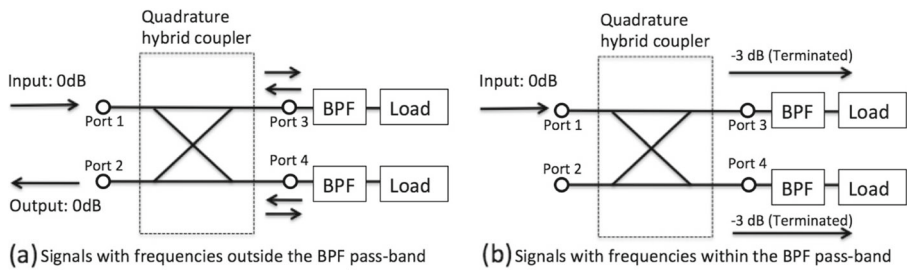 Quadrature
hybrid coupler
Input: 0dB
Port 1
Port 3
BPF
Load
Port 2
Port 4
BPF
Load
Output: 0dB
(a) Signals with frequencies outside the BPF pass-band
Quadrature
hybrid coupler
-3 dB (Terminated)
Input: 0dB
Port 1
Port 3
BPF
Load
Port 2
Port 4
BPF
Load
-3 dB (Terminated)
(b) Signals with frequencies within the BPF pass-band